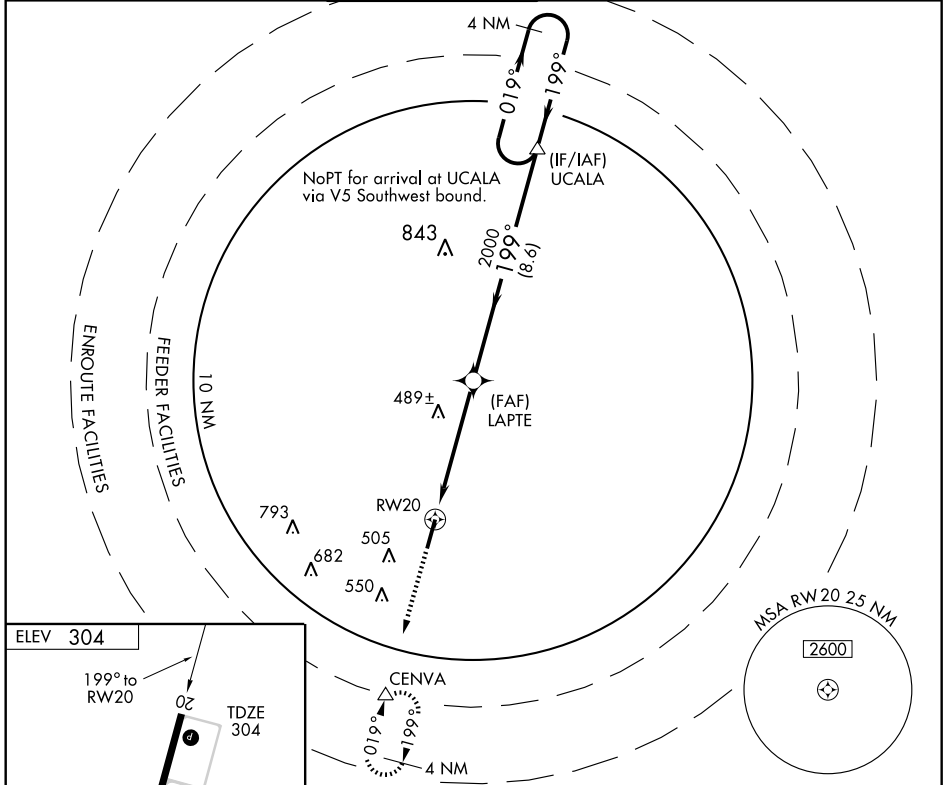 4 NM
019°
199°
(IF/IAF)
UCALA
NoPT for arrival at UCALA
via V5 Southwest bound.
843
2000
199°
(8.6)
ENROUTE FACILITIES
FEEDER FACILITIES
10 NM
489±
(FAF)
LAPTE
RW20
793
505
682
550
MSA RW20 25 NM
2600
ELEV 304
199° to
RW20
20
TDZE
304
P
CENVA
019°
199°
4 NM